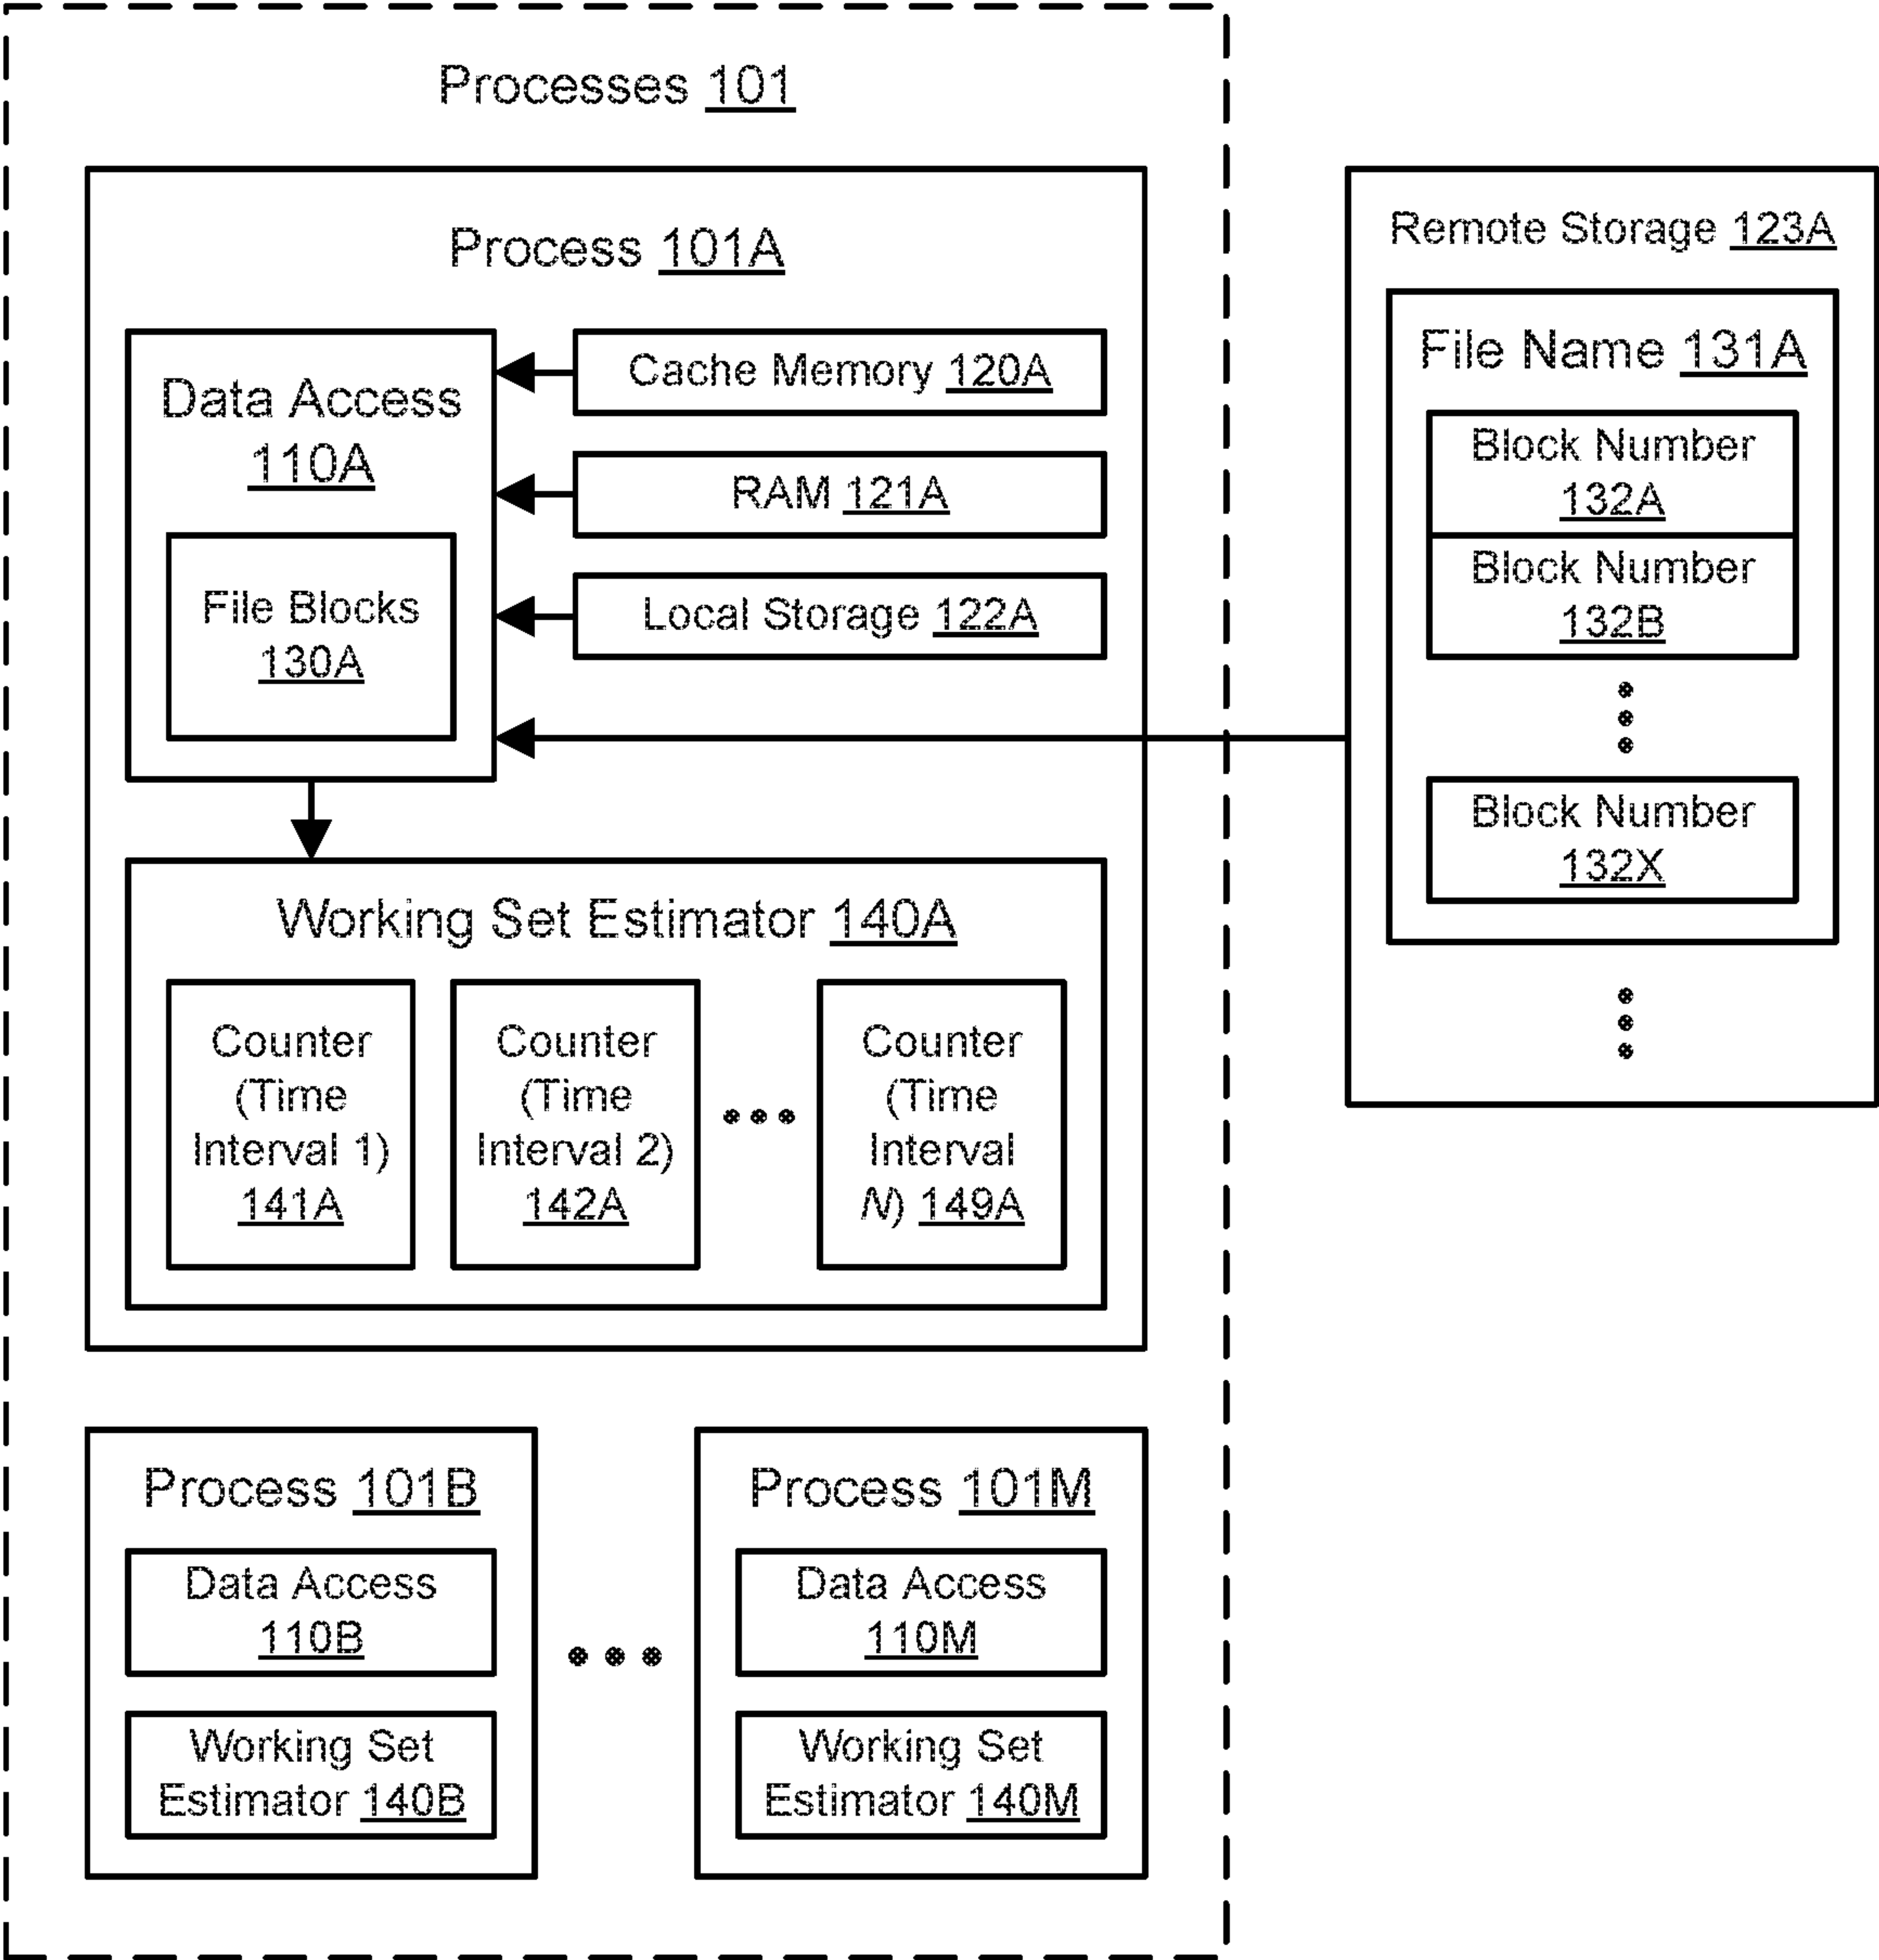 Processes 101
Process 101A
Data Access
110A
File Blocks
130A
Cache Memory 120A
RAM 121A
Local Storage 122A
Working Set Estimator 140A
Counter
(Time
Interval 1)
141A
Counter
(Time
Interval 2)
142A
Counter
(Time
Interval
N) 149A
Process 101B
Data Access
110B
Working Set
Estimator 140B
Process 101M
Data Access
110M
Working Set
Estimator 140M
Remote Storage 123A
File Name 131A
Block Number
132A
Block Number
132B
Block Number
132X